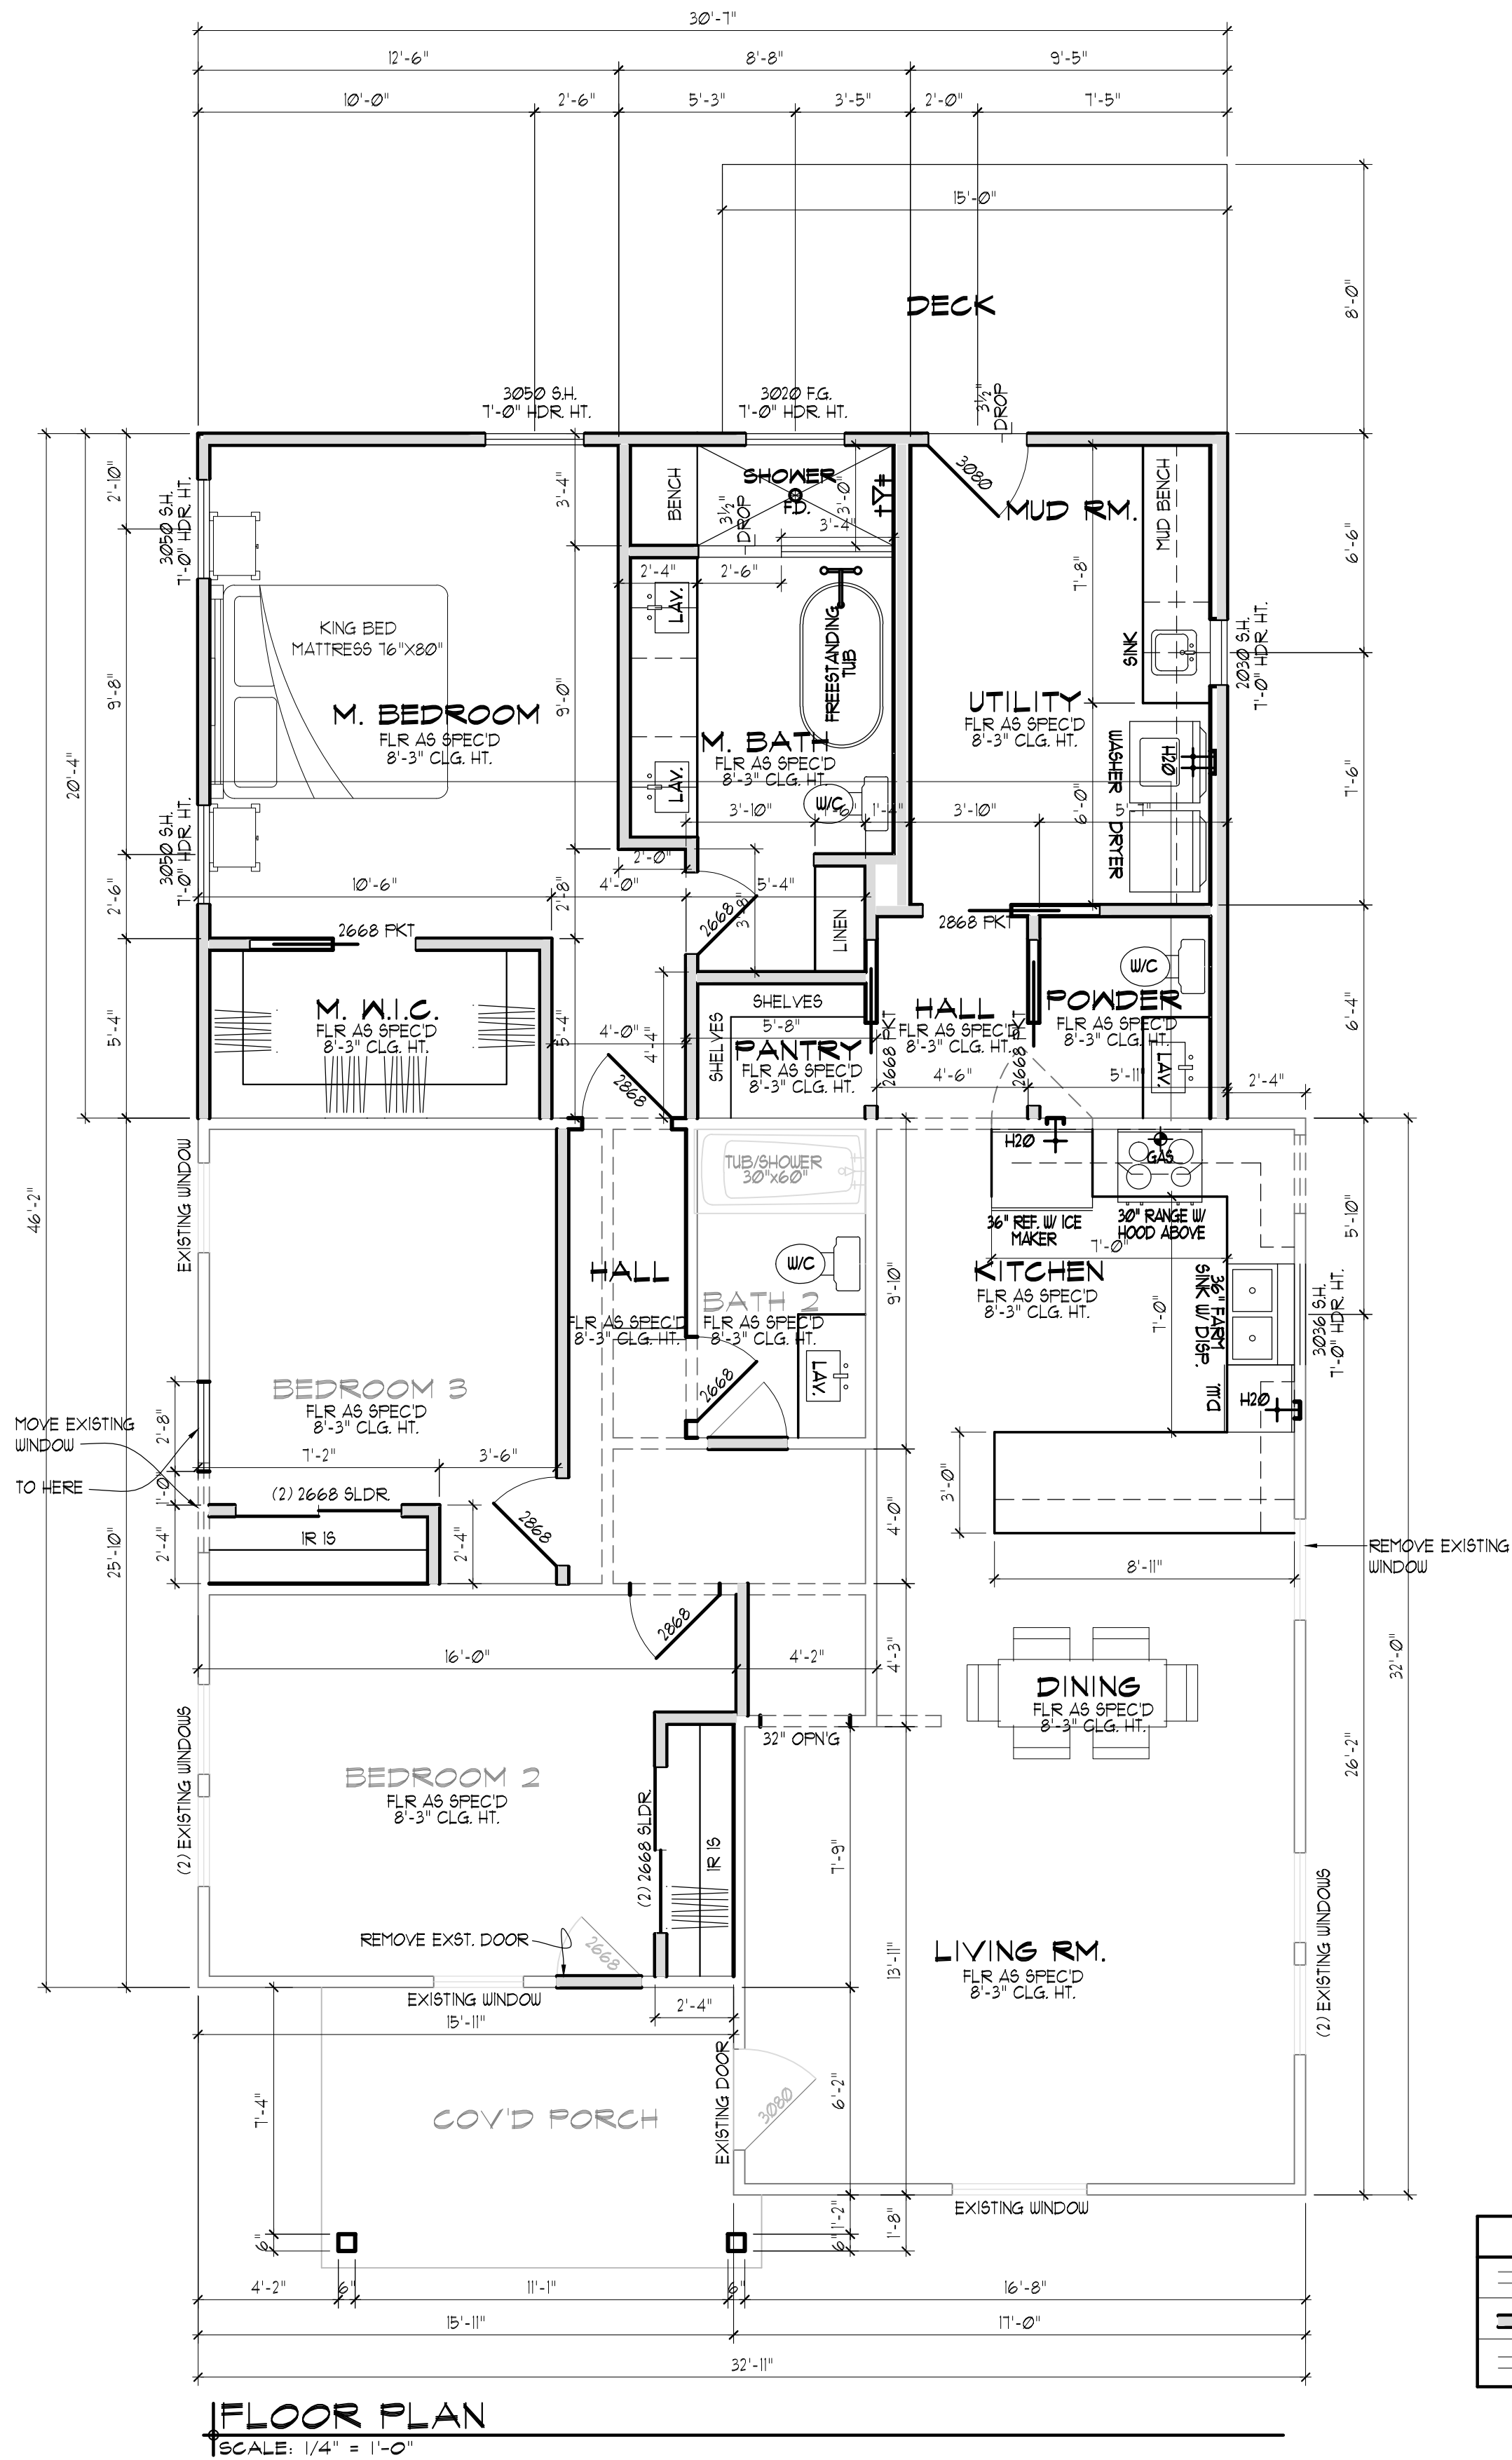 30'-7"
12'-6"
8'-8"
9'-5"
10'-0"
2'-6"
5'-3"
3'-5"
2'-0"
7'-5"
15'-0"
8'-0"
DECK
3050 S.H.
7'-0" HDR. HT.
3020 F.G.
7'-0" HDR. HT.
3½"
DROP
3080
MUD RM.
MUD BENCH
BENCH
SHOWER
F.D.
3½"
DROP
3'-0"
3'-4"
3'-4"
2'-10"
3050 S.H.
7'-0" HDR. HT.
2'-4"
2'-6"
LAV.
7'-8"
6'-6"
KING BED
MATTRESS 76"X80"
FREESTANDING
TUB
SINK
2030 S.H.
7'-0" HDR. HT.
9'-8"
9'-0"
M. BEDROOM
FLR AS SPEC'D
8'-3" CLG. HT.
M. BATH
FLR AS SPEC'D
8'-3" CLG. HT.
UTILITY
FLR AS SPEC'D
8'-3" CLG. HT.
20'-4"
LAV.
W/C
WASHER
H20
DRYER
6'-0"
7'-6"
3'-10"
1'-6"
1'-4"
3'-10"
5'-7"
3050 S.H.
7'-0" HDR. HT.
2'-0"
10'-6"
4'-0"
5'-4"
2'-6"
2'-8"
2668
3'-8"
LINEN
2668 PKT
2868 PKT
W/C
M. W.I.C.
FLR AS SPEC'D
8'-3" CLG. HT.
SHELVES
SHELVES
5'-8"
PANTRY
FLR AS SPEC'D
8'-3" CLG. HT.
HALL
FLR AS SPEC'D
8'-3" CLG. HT.
POWDER
FLR AS SPEC'D
8'-3" CLG. HT.
5'-4"
5'-4"
4'-0"
4'-4"
2668 PKT
2668 PKT
LAV.
6'-4"
2868
4'-6"
5'-11"
2'-4"
46'-2"
EXISTING WINDOW
TUB/SHOWER
30"x60"
H20
GAS
36" REF. W/ ICE
MAKER
30" RANGE W/
HOOD ABOVE
7'-0"
5'-10"
HALL
FLR AS SPEC'D
8'-3" CLG. HT.
W/C
BATH 2
FLR AS SPEC'D
8'-3" CLG. HT.
9'-10"
KITCHEN
FLR AS SPEC'D
8'-3" CLG. HT.
7'-0"
36" FARM
SINK W/ DISP.
3036 S.H.
7'-0" HDR. HT.
BEDROOM 3
FLR AS SPEC'D
8'-3" CLG. HT.
2668
LAV.
D.W.
H20
MOVE EXISTING
WINDOW
TO HERE
2'-8"
1'-0"
7'-2"
3'-6"
(2) 2668 SLDR.
1R 1S
2'-4"
2'-4"
2868
3'-0"
4'-0"
8'-11"
REMOVE EXISTING
WINDOW
25'-10"
2868
16'-0"
4'-2"
4'-3"
32'-0"
DINING
FLR AS SPEC'D
8'-3" CLG. HT.
32" OPN'G
26'-2"
(2) EXISTING WINDOWS
BEDROOM 2
FLR AS SPEC'D
8'-3" CLG. HT.
(2) 2668 SLDR.
1R 1S
7'-9"
REMOVE EXST. DOOR
2668
13'-11"
LIVING RM.
FLR AS SPEC'D
8'-3" CLG. HT.
(2) EXISTING WINDOWS
EXISTING WINDOW
2'-4"
15'-11"
EXISTING DOOR
3080
6'-2"
7'-4"
COV'D PORCH
EXISTING WINDOW
6"
6"
1'-2"
1'-8"
4'-2"
6"
11'-1"
6"
16'-8"
15'-11"
17'-0"
32'-11"
FLOOR PLAN
SCALE: 1/4" = 1'-0"